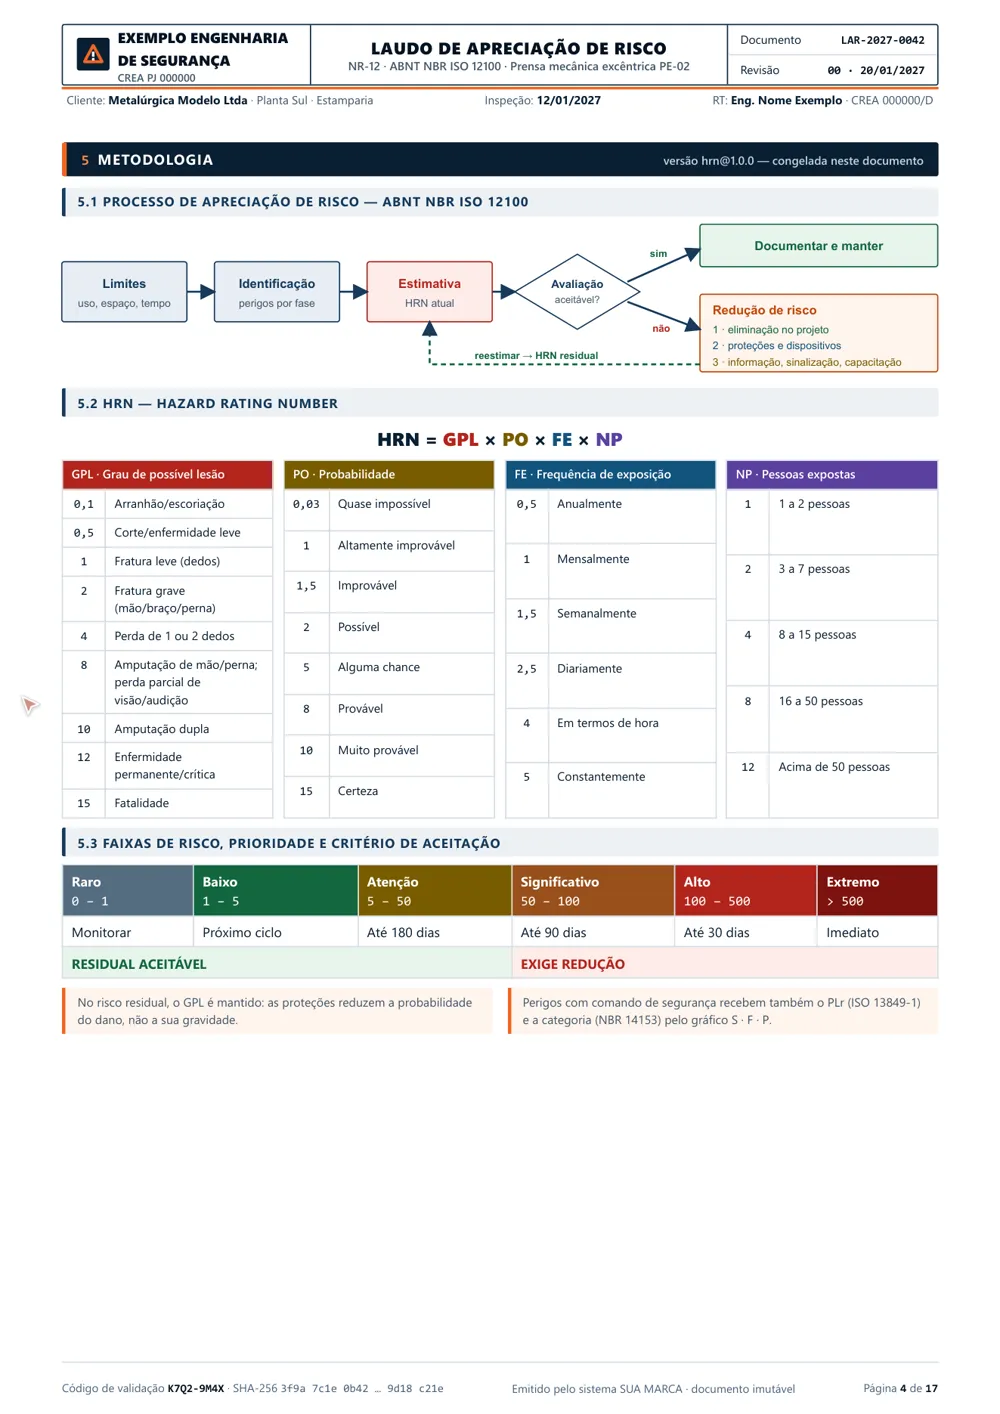 EXEMPLO ENGENHARIA
DE SEGURANÇA
CREA PJ 000000
LAUDO DE APRECIAÇÃO DE RISCO
NR-12 · ABNT NBR ISO 12100 · Prensa mecânica excêntrica PE-02
Documento LAR-2027-0042
Revisão 00 · 20/01/2027
Cliente: Metalúrgica Modelo Ltda · Planta Sul · Estamparia
Inspeção: 12/01/2027
RT: Eng. Nome Exemplo · CREA 000000/D
5 METODOLOGIA
versão hrn@1.0.0 — congelada neste documento
5.1 PROCESSO DE APRECIAÇÃO DE RISCO — ABNT NBR ISO 12100
Limites
uso, espaço, tempo
Identificação
perigos por fase
Estimativa
HRN atual
Avaliação
aceitável?
sim
não
Documentar e manter
Redução de risco
1 · eliminação no projeto
2 · proteções e dispositivos
3 · informação, sinalização, capacitação
reestimar → HRN residual
5.2 HRN — HAZARD RATING NUMBER
HRN = GPL × PO × FE × NP
GPL · Grau de possível lesão
0,1 Arranhão/escoriação
0,5 Corte/enfermidade leve
1 Fratura leve (dedos)
2 Fratura grave
(mão/braço/perna)
4 Perda de 1 ou 2 dedos
8 Amputação de mão/perna;
perda parcial de
visão/audição
10 Amputação dupla
12 Enfermidade
permanente/crítica
15 Fatalidade
PO · Probabilidade
0,03 Quase impossível
1 Altamente improvável
1,5 Improvável
2 Possível
5 Alguma chance
8 Provável
10 Muito provável
15 Certeza
FE · Frequência de exposição
0,5 Anualmente
1 Mensalmente
1,5 Semanalmente
2,5 Diariamente
4 Em termos de hora
5 Constantemente
NP · Pessoas expostas
1 1 a 2 pessoas
2 3 a 7 pessoas
4 8 a 15 pessoas
8 16 a 50 pessoas
12 Acima de 50 pessoas
5.3 FAIXAS DE RISCO, PRIORIDADE E CRITÉRIO DE ACEITAÇÃO
Raro Baixo Atenção Significativo Alto Extremo
0 – 1 1 – 5 5 – 50 50 – 100 100 – 500 > 500
Monitorar Próximo ciclo Até 180 dias Até 90 dias Até 30 dias Imediato
RESIDUAL ACEITÁVEL EXIGE REDUÇÃO
No risco residual, o GPL é mantido: as proteções reduzem a probabilidade
do dano, não a sua gravidade.
Perigos com comando de segurança recebem também o PLr (ISO 13849-1)
e a categoria (NBR 14153) pelo gráfico S · F · P.
Código de validação K7Q2-9M4X · SHA-256 3f9a 7c1e 0b42 … 9d18 c21e
Emitido pelo sistema SUA MARCA · documento imutável
Página 4 de 17